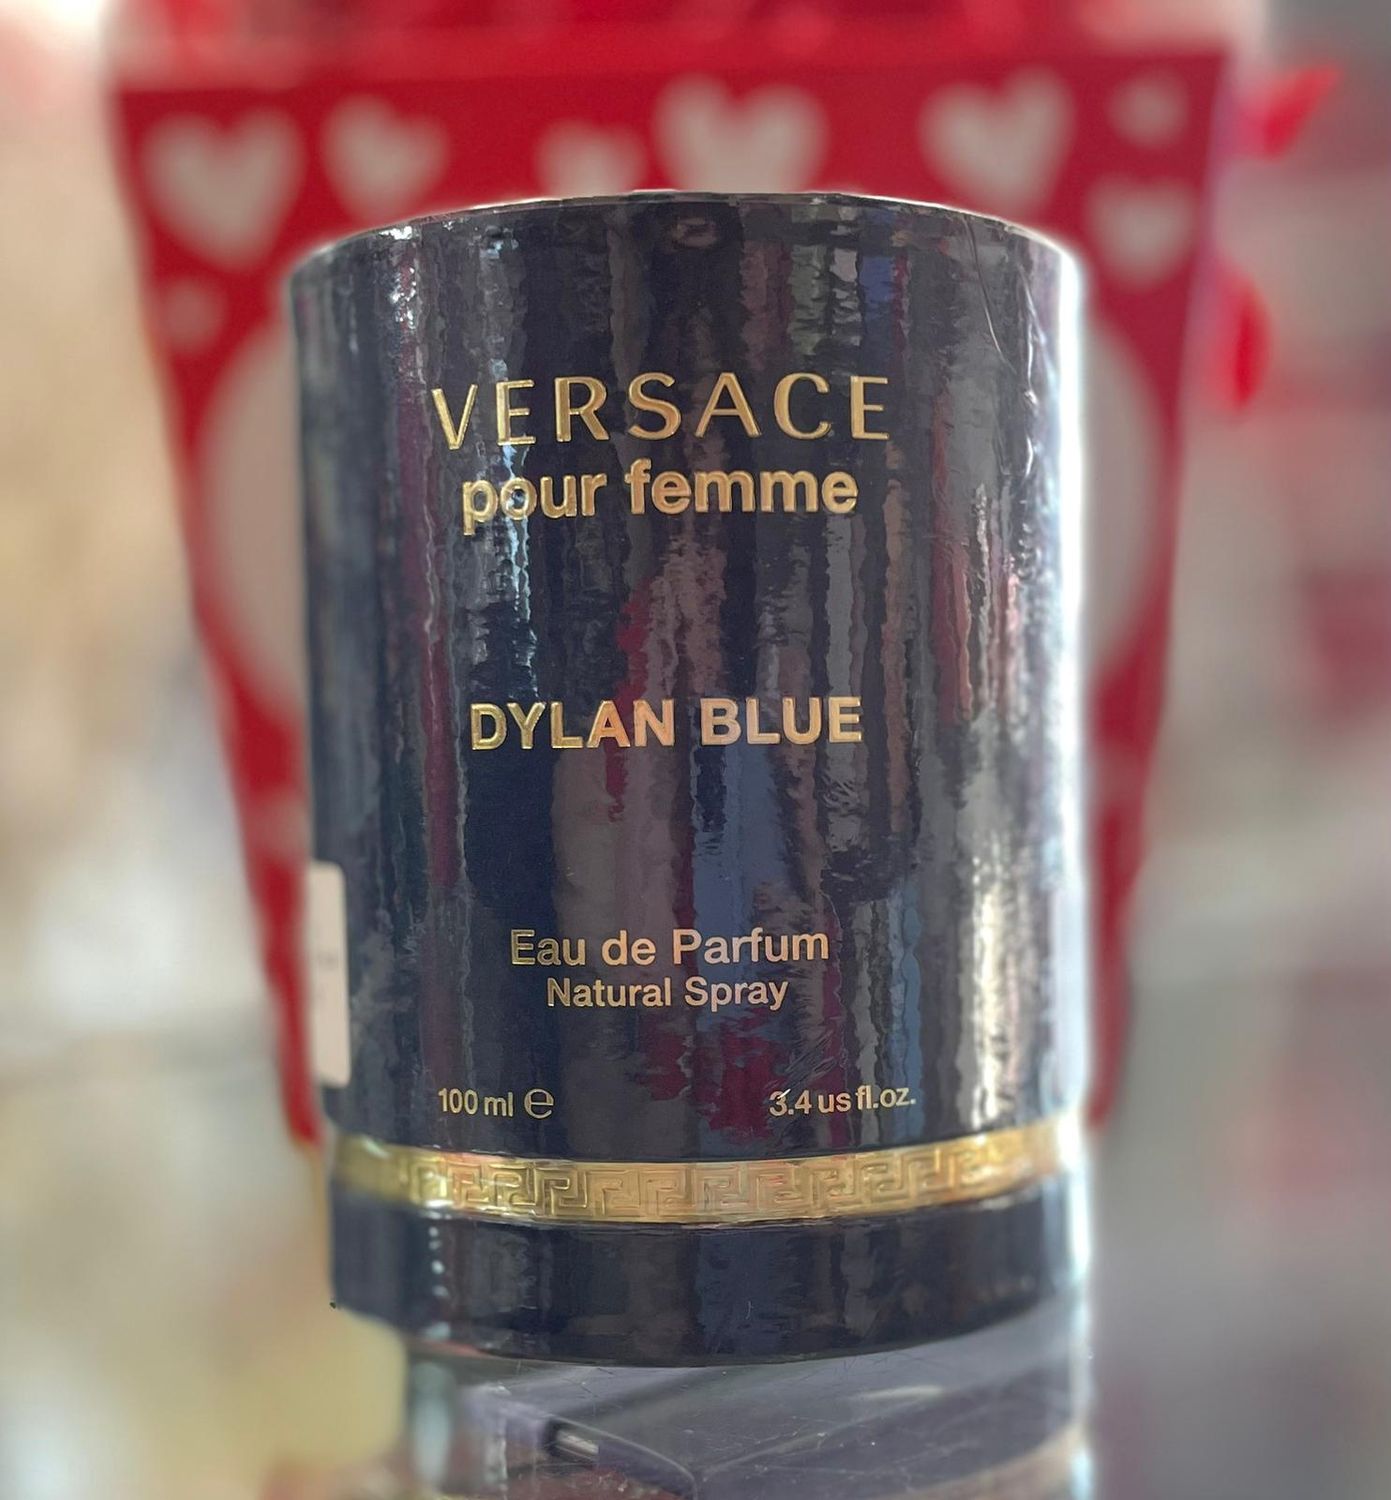 VERSACE
pour femme
DYLAN BLUE
Eau de Parfum
Natural Spray
100 ml ℮
3.4 us fl.oz.